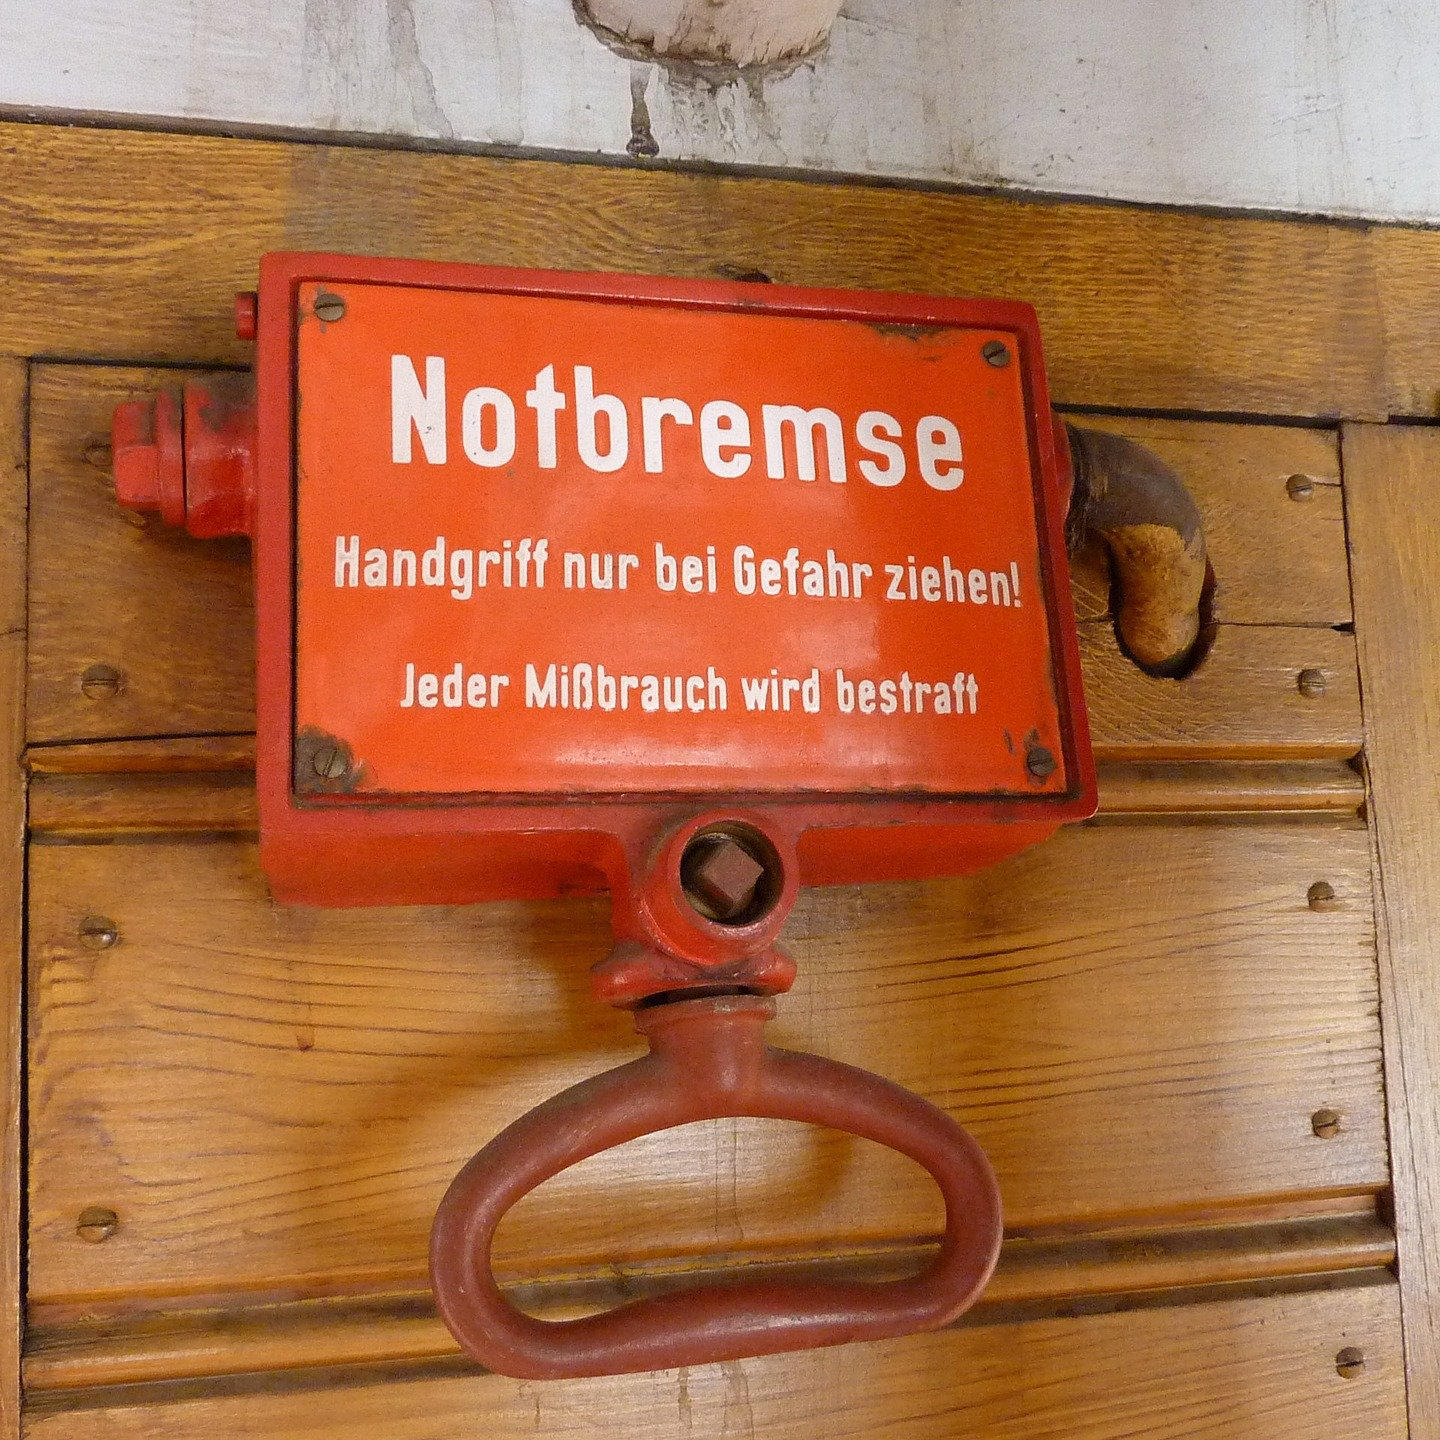 Notbremse
Handgriff nur bei Gefahr ziehen!
Jeder Mißbrauch wird bestraft